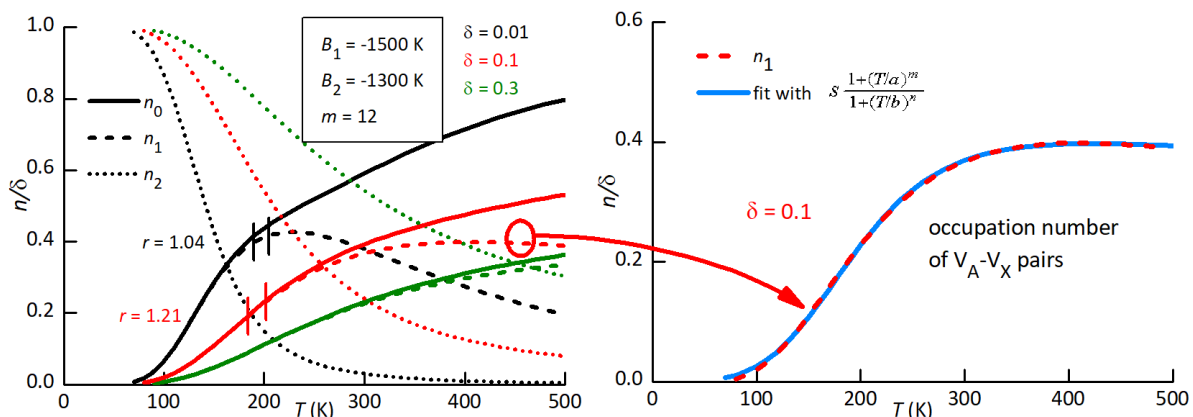 n/δ
1.0
0.8
0.6
0.4
0.2
0.0
0
100
200
300
400
500
T (K)
n0
n1
n2
B1 = -1500 K
B2 = -1300 K
m = 12
δ = 0.01
δ = 0.1
δ = 0.3
r = 1.04
r = 1.21
n/δ
0.6
0.4
0.2
0.0
0
100
200
300
400
500
T (K)
n1
fit with s 1+(T/a)^m / 1+(T/b)^n
δ = 0.1
occupation number
of VA-VX pairs